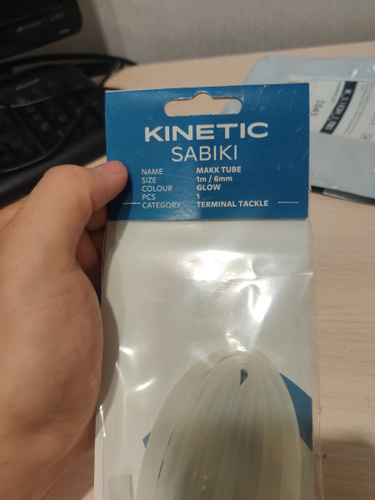 KINETIC
SABIKI
NAME MAKK TUBE
SIZE 1m / 6mm
COLOUR GLOW
PCS 1
CATEGORY TERMINAL TACKLE